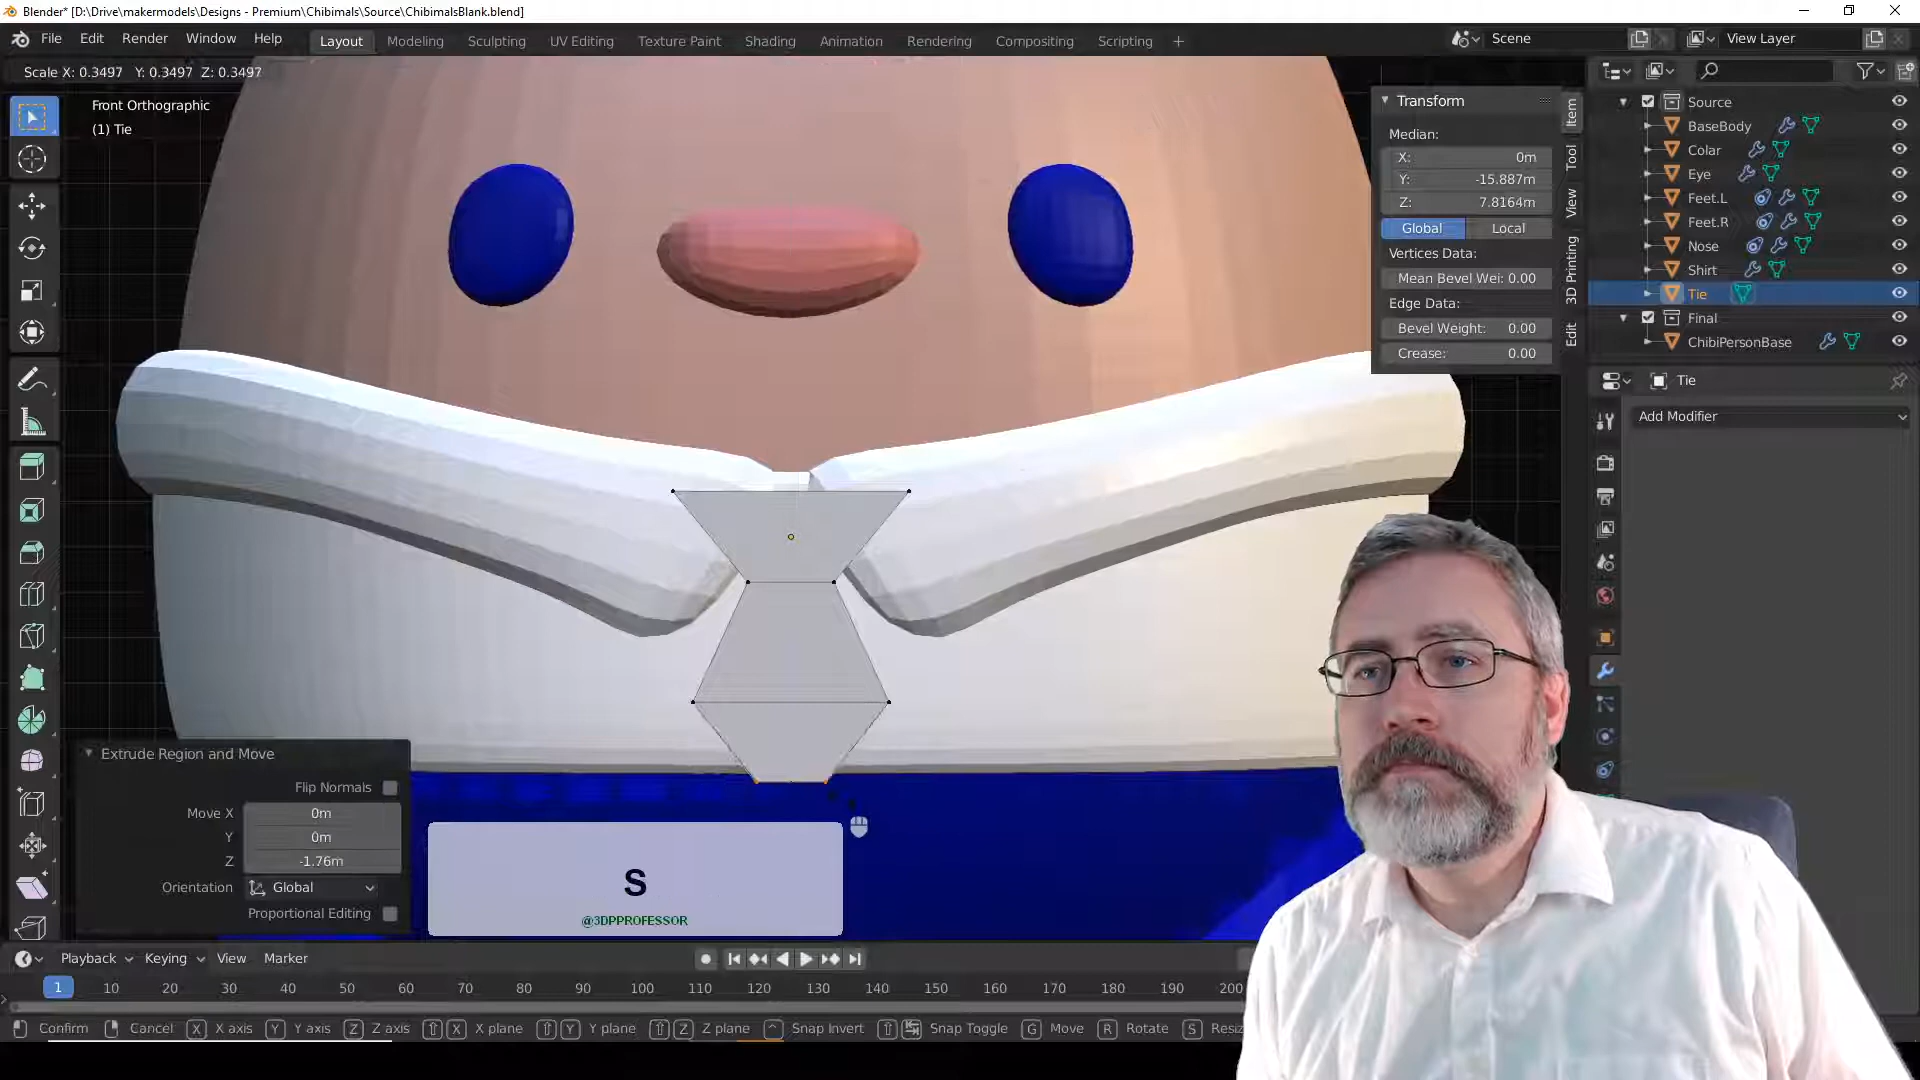 Blender* [D:\Drive\makermodels\Designs - Premium\Chibimals\Source\ChibimalsBlank.blend]
File Edit Render Window Help Layout Modeling Sculpting UV Editing Texture Paint Shading Animation Rendering Compositing Scripting + Scene View Layer
Scale X: 0.3497 Y: 0.3497 Z: 0.3497
Front Orthographic
(1) Tie
Transform
Median:
X: 0m
Y: -15.887m
Z: 7.8164m
Global Local
Vertices Data:
Mean Bevel Wei: 0.00
Edge Data:
Bevel Weight: 0.00
Crease: 0.00
Item
Tool
View
3D Printing
Edit
Source
BaseBody
Colar
Eye
Feet.L
Feet.R
Nose
Shirt
Tie
Final
ChibiPersonBase
Tie
Add Modifier
Extrude Region and Move
Flip Normals
Move X 0m
Y 0m
Z -1.76m
Orientation Global
Proportional Editing
S
@3DPPROFESSOR
Playback Keying View Marker
1 10 20 30 40 50 60 70 80 90 100 110 120 130 140 150 160 170 180 190 200
Confirm Cancel X X axis Y Y axis Z Z axis X X plane Y Y plane Z Z plane Snap Invert Snap Toggle G Move R Rotate S